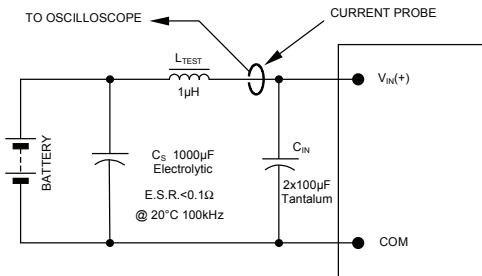 TO OSCILLOSCOPE
CURRENT PROBE
LTEST
1µH
VIN(+)
BATTERY
CS 1000µF
Electrolytic
E.S.R.<0.1Ω
@ 20°C 100kHz
CIN
2x100µF
Tantalum
COM